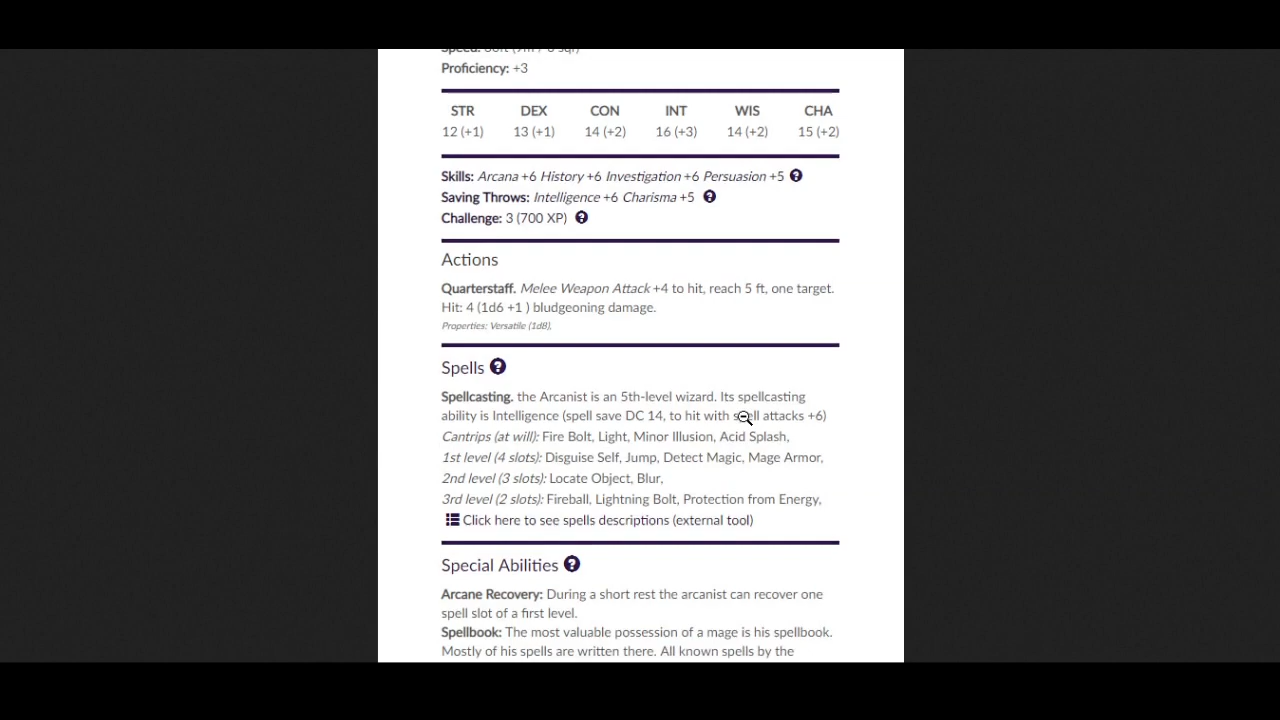 Speed: 30ft (9m / 6 sqr)
Proficiency: +3
STR DEX CON INT WIS CHA
12 (+1) 13 (+1) 14 (+2) 16 (+3) 14 (+2) 15 (+2)
Skills: Arcana +6 History +6 Investigation +6 Persuasion +5
Saving Throws: Intelligence +6 Charisma +5
Challenge: 3 (700 XP)
Actions
Quarterstaff. Melee Weapon Attack +4 to hit, reach 5 ft, one target.
Hit: 4 (1d6 +1 ) bludgeoning damage.
Properties: Versatile (1d8),
Spells
Spellcasting. the Arcanist is an 5th-level wizard. Its spellcasting
ability is Intelligence (spell save DC 14, to hit with spell attacks +6)
Cantrips (at will): Fire Bolt, Light, Minor Illusion, Acid Splash,
1st level (4 slots): Disguise Self, Jump, Detect Magic, Mage Armor,
2nd level (3 slots): Locate Object, Blur,
3rd level (2 slots): Fireball, Lightning Bolt, Protection from Energy,
Click here to see spells descriptions (external tool)
Special Abilities
Arcane Recovery: During a short rest the arcanist can recover one
spell slot of a first level.
Spellbook: The most valuable possession of a mage is his spellbook.
Mostly of his spells are written there. All known spells by the